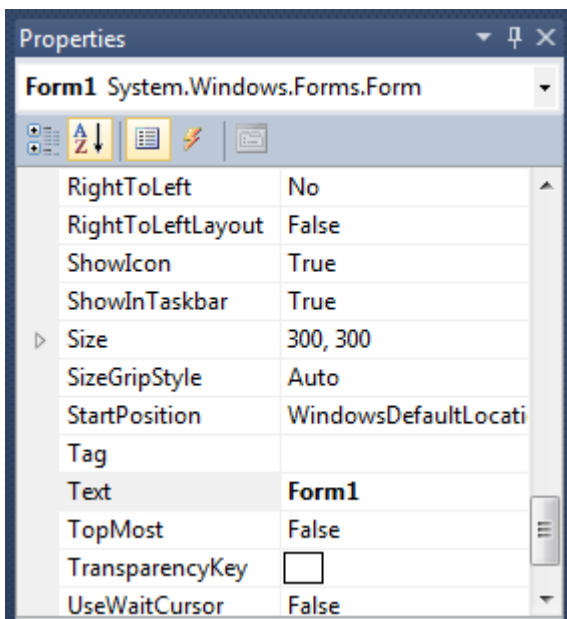 Properties
Form1 System.Windows.Forms.Form
RightToLeft No
RightToLeftLayout False
ShowIcon True
ShowInTaskbar True
Size 300, 300
SizeGripStyle Auto
StartPosition WindowsDefaultLocati
Tag
Text Form1
TopMost False
TransparencyKey
UseWaitCursor False